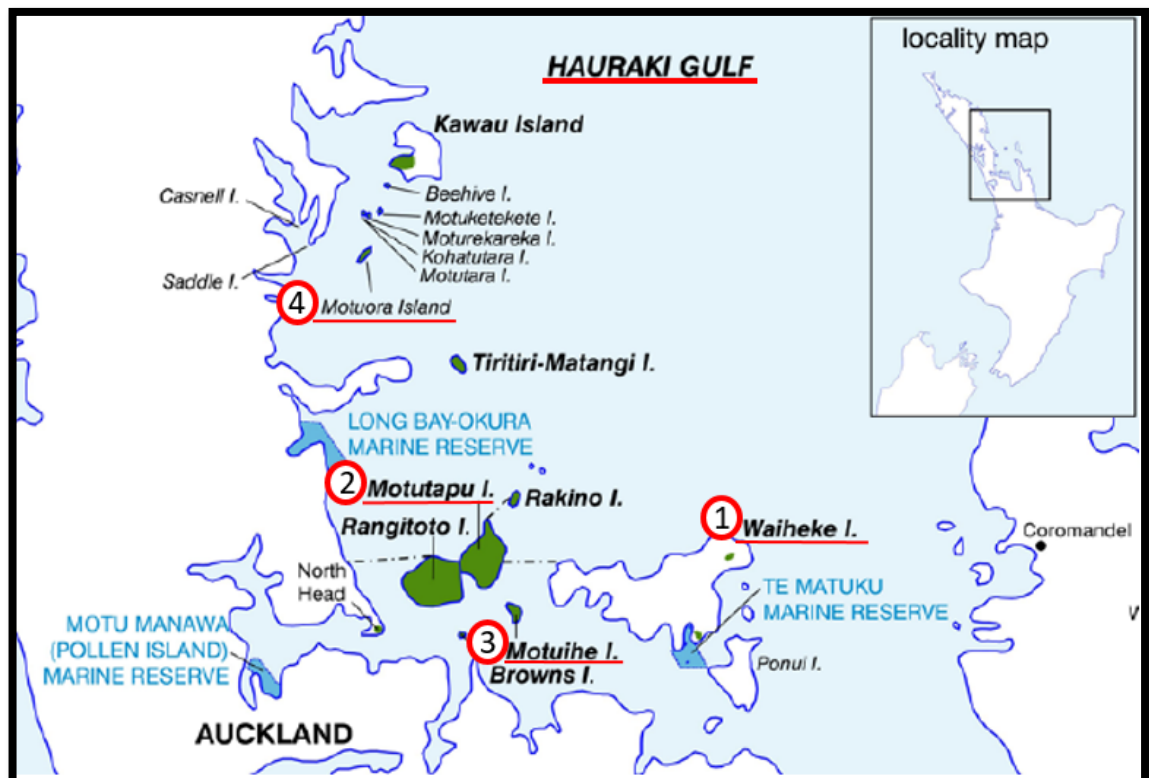 HAURAKI GULF
locality map
Kawau Island
Casnell I.
Beehive I.
Motuketekete I.
Moturekareka I.
Kohatutara I.
Motutara I.
Saddle I.
4 Motuora Island
Tiritiri-Matangi I.
LONG BAY-OKURA
MARINE RESERVE
2 Motutapu I.
Rakino I.
Rangitoto I.
1 Waiheke I.
Coromandel
North
Head
TE MATUKU
MARINE RESERVE
MOTU MANAWA
(POLLEN ISLAND)
MARINE RESERVE
3 Motuihe I.
Browns I.
Ponui I.
AUCKLAND